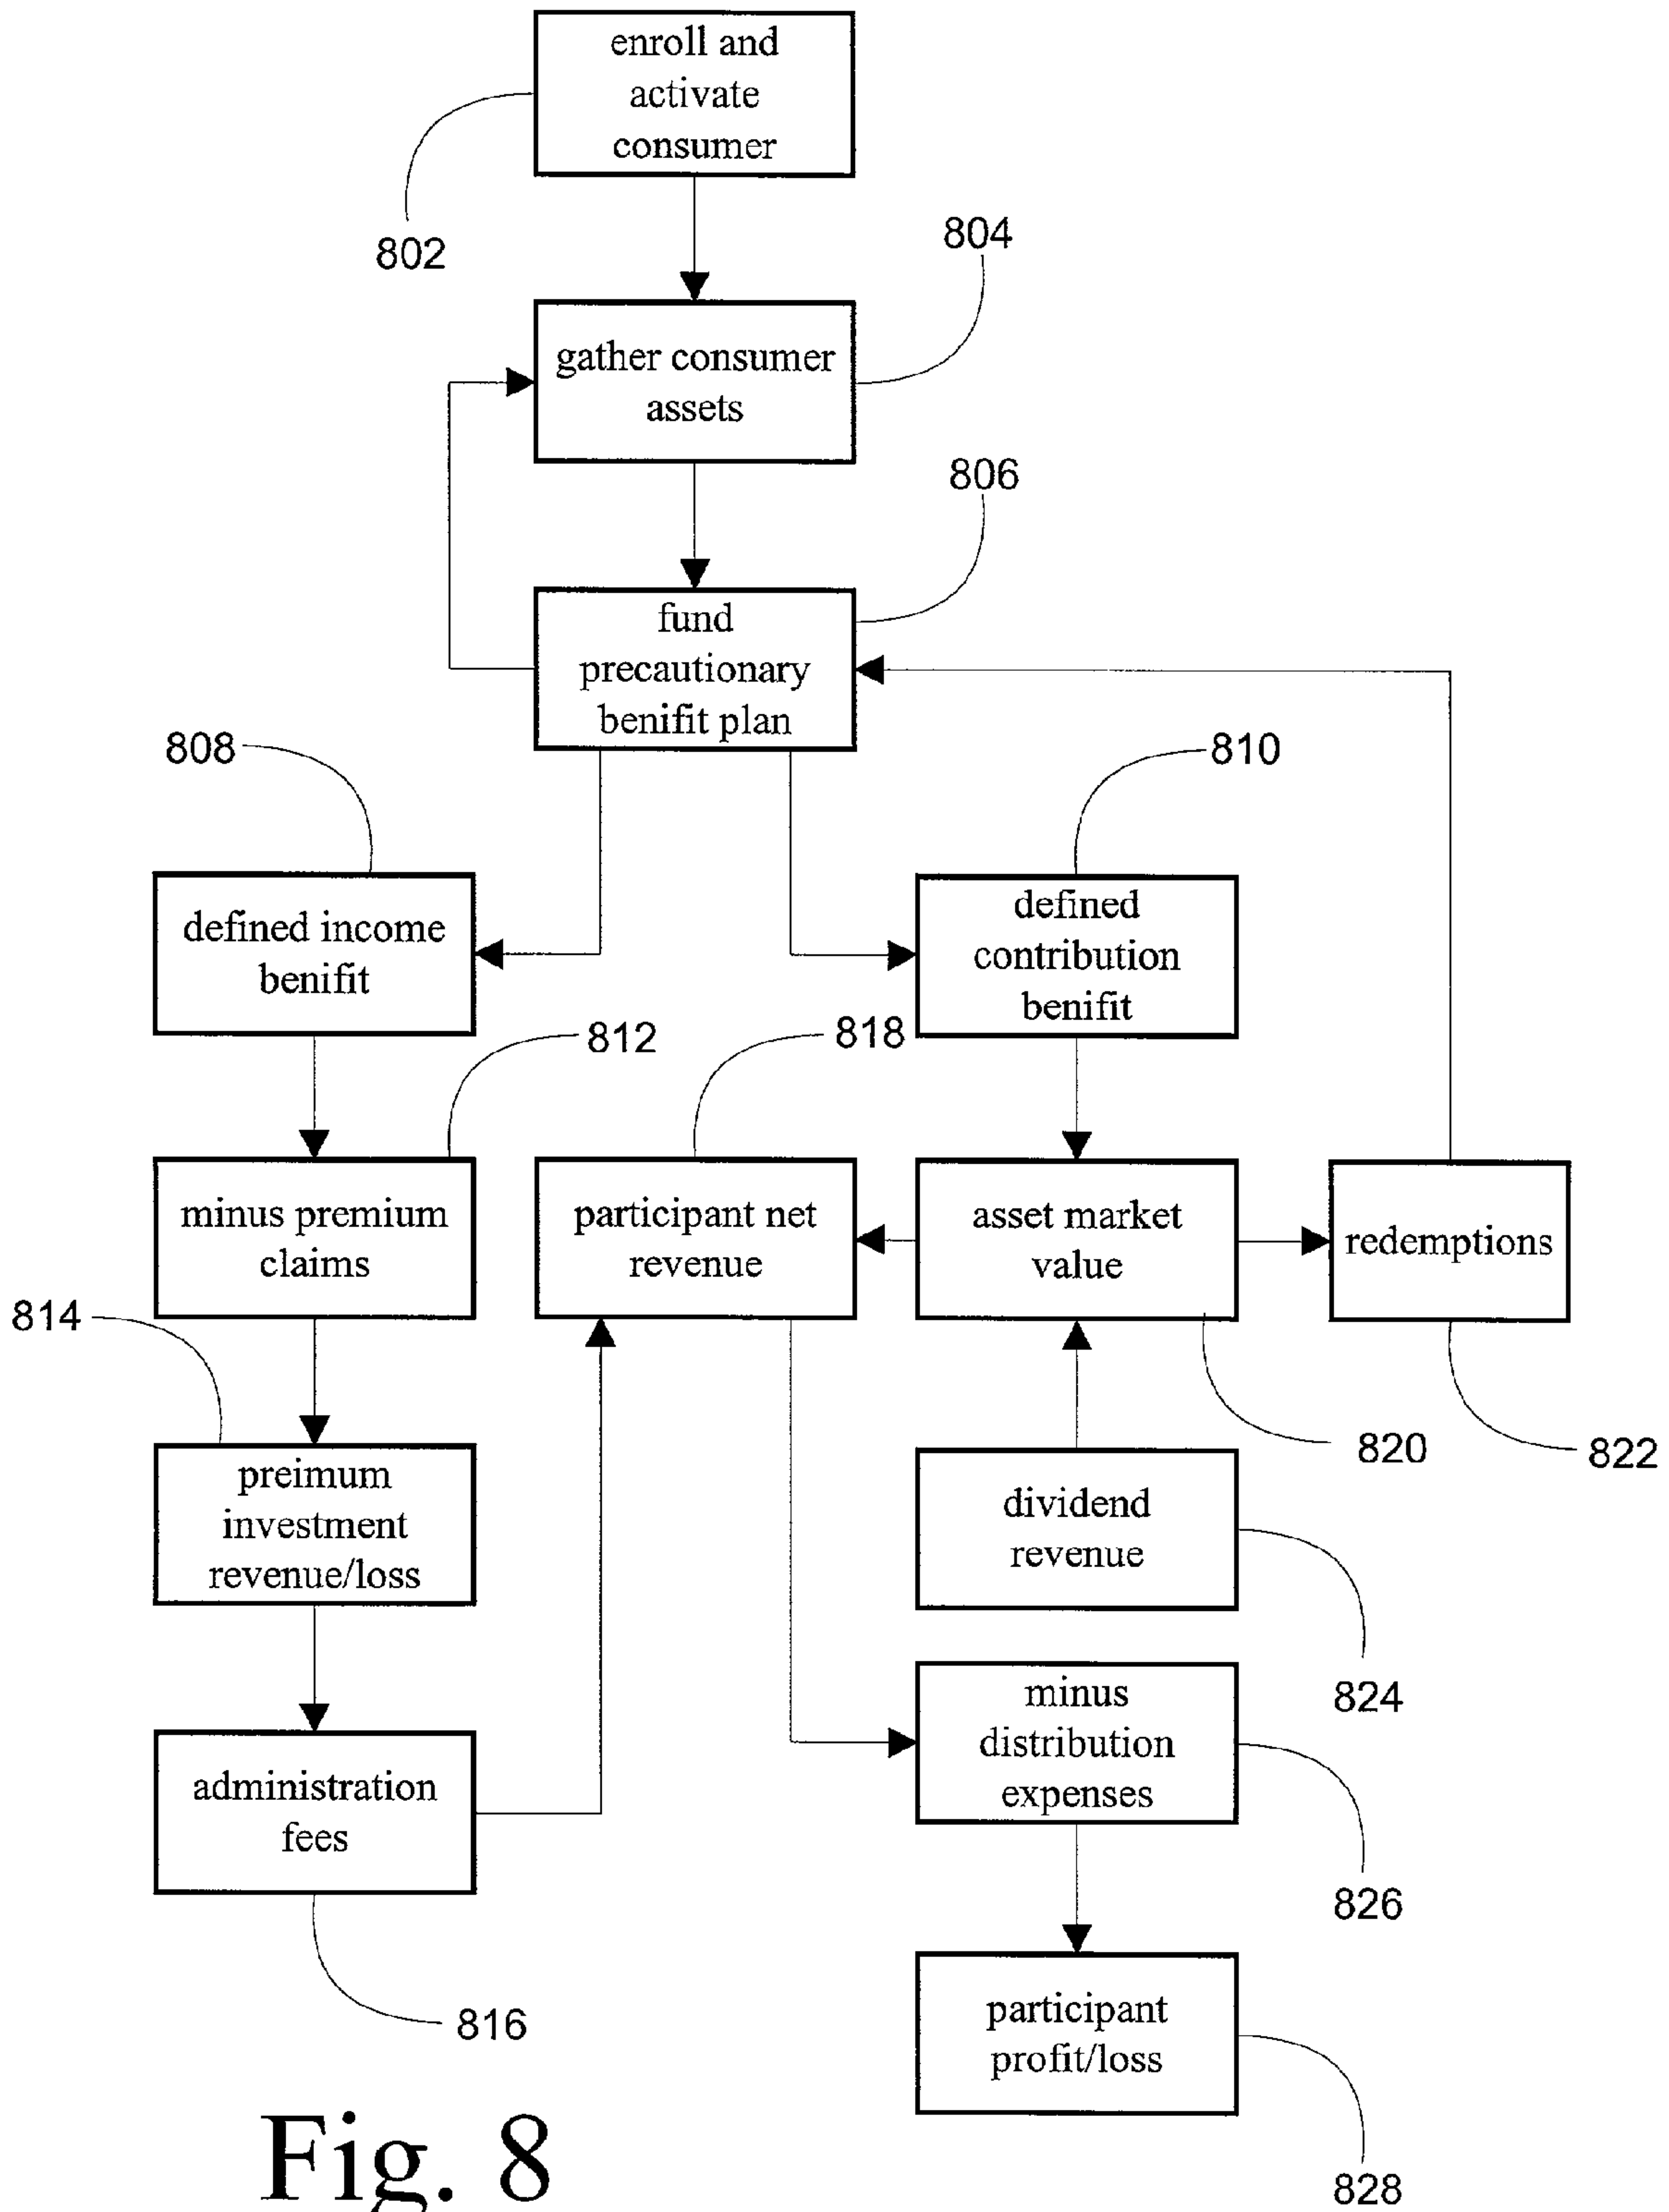 enroll and
activate
consumer
802
804
gather consumer
assets
806
fund
precautionary
benifit plan
808
810
defined income
benifit
defined
contribution
benifit
812
818
minus premium
claims
participant net
revenue
asset market
value
redemptions
814
820
822
preimum
investment
revenue/loss
dividend
revenue
824
minus
distribution
expenses
administration
fees
826
816
participant
profit/loss
828
Fig. 8